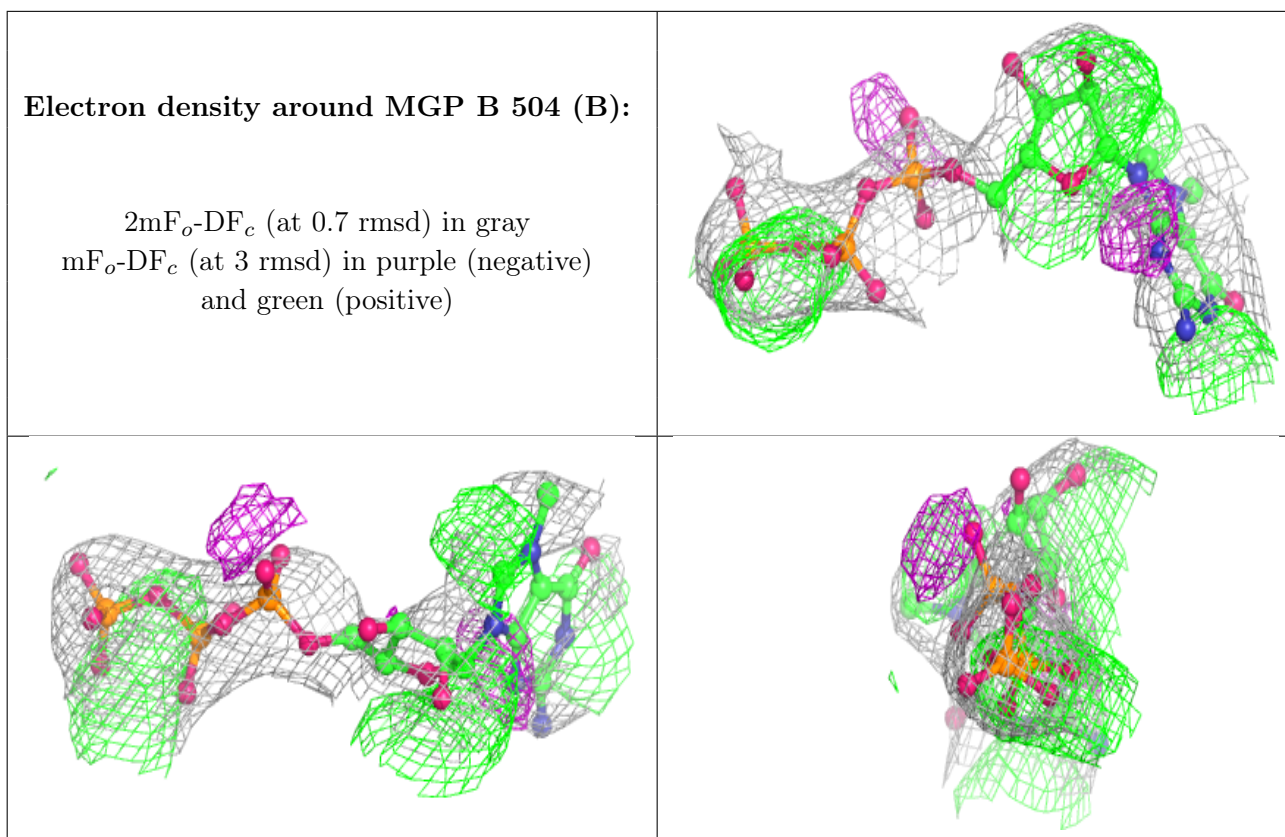 Electron density around MGP B 504 (B):
2mFo-DFc (at 0.7 rmsd) in gray
mFo-DFc (at 3 rmsd) in purple (negative)
and green (positive)